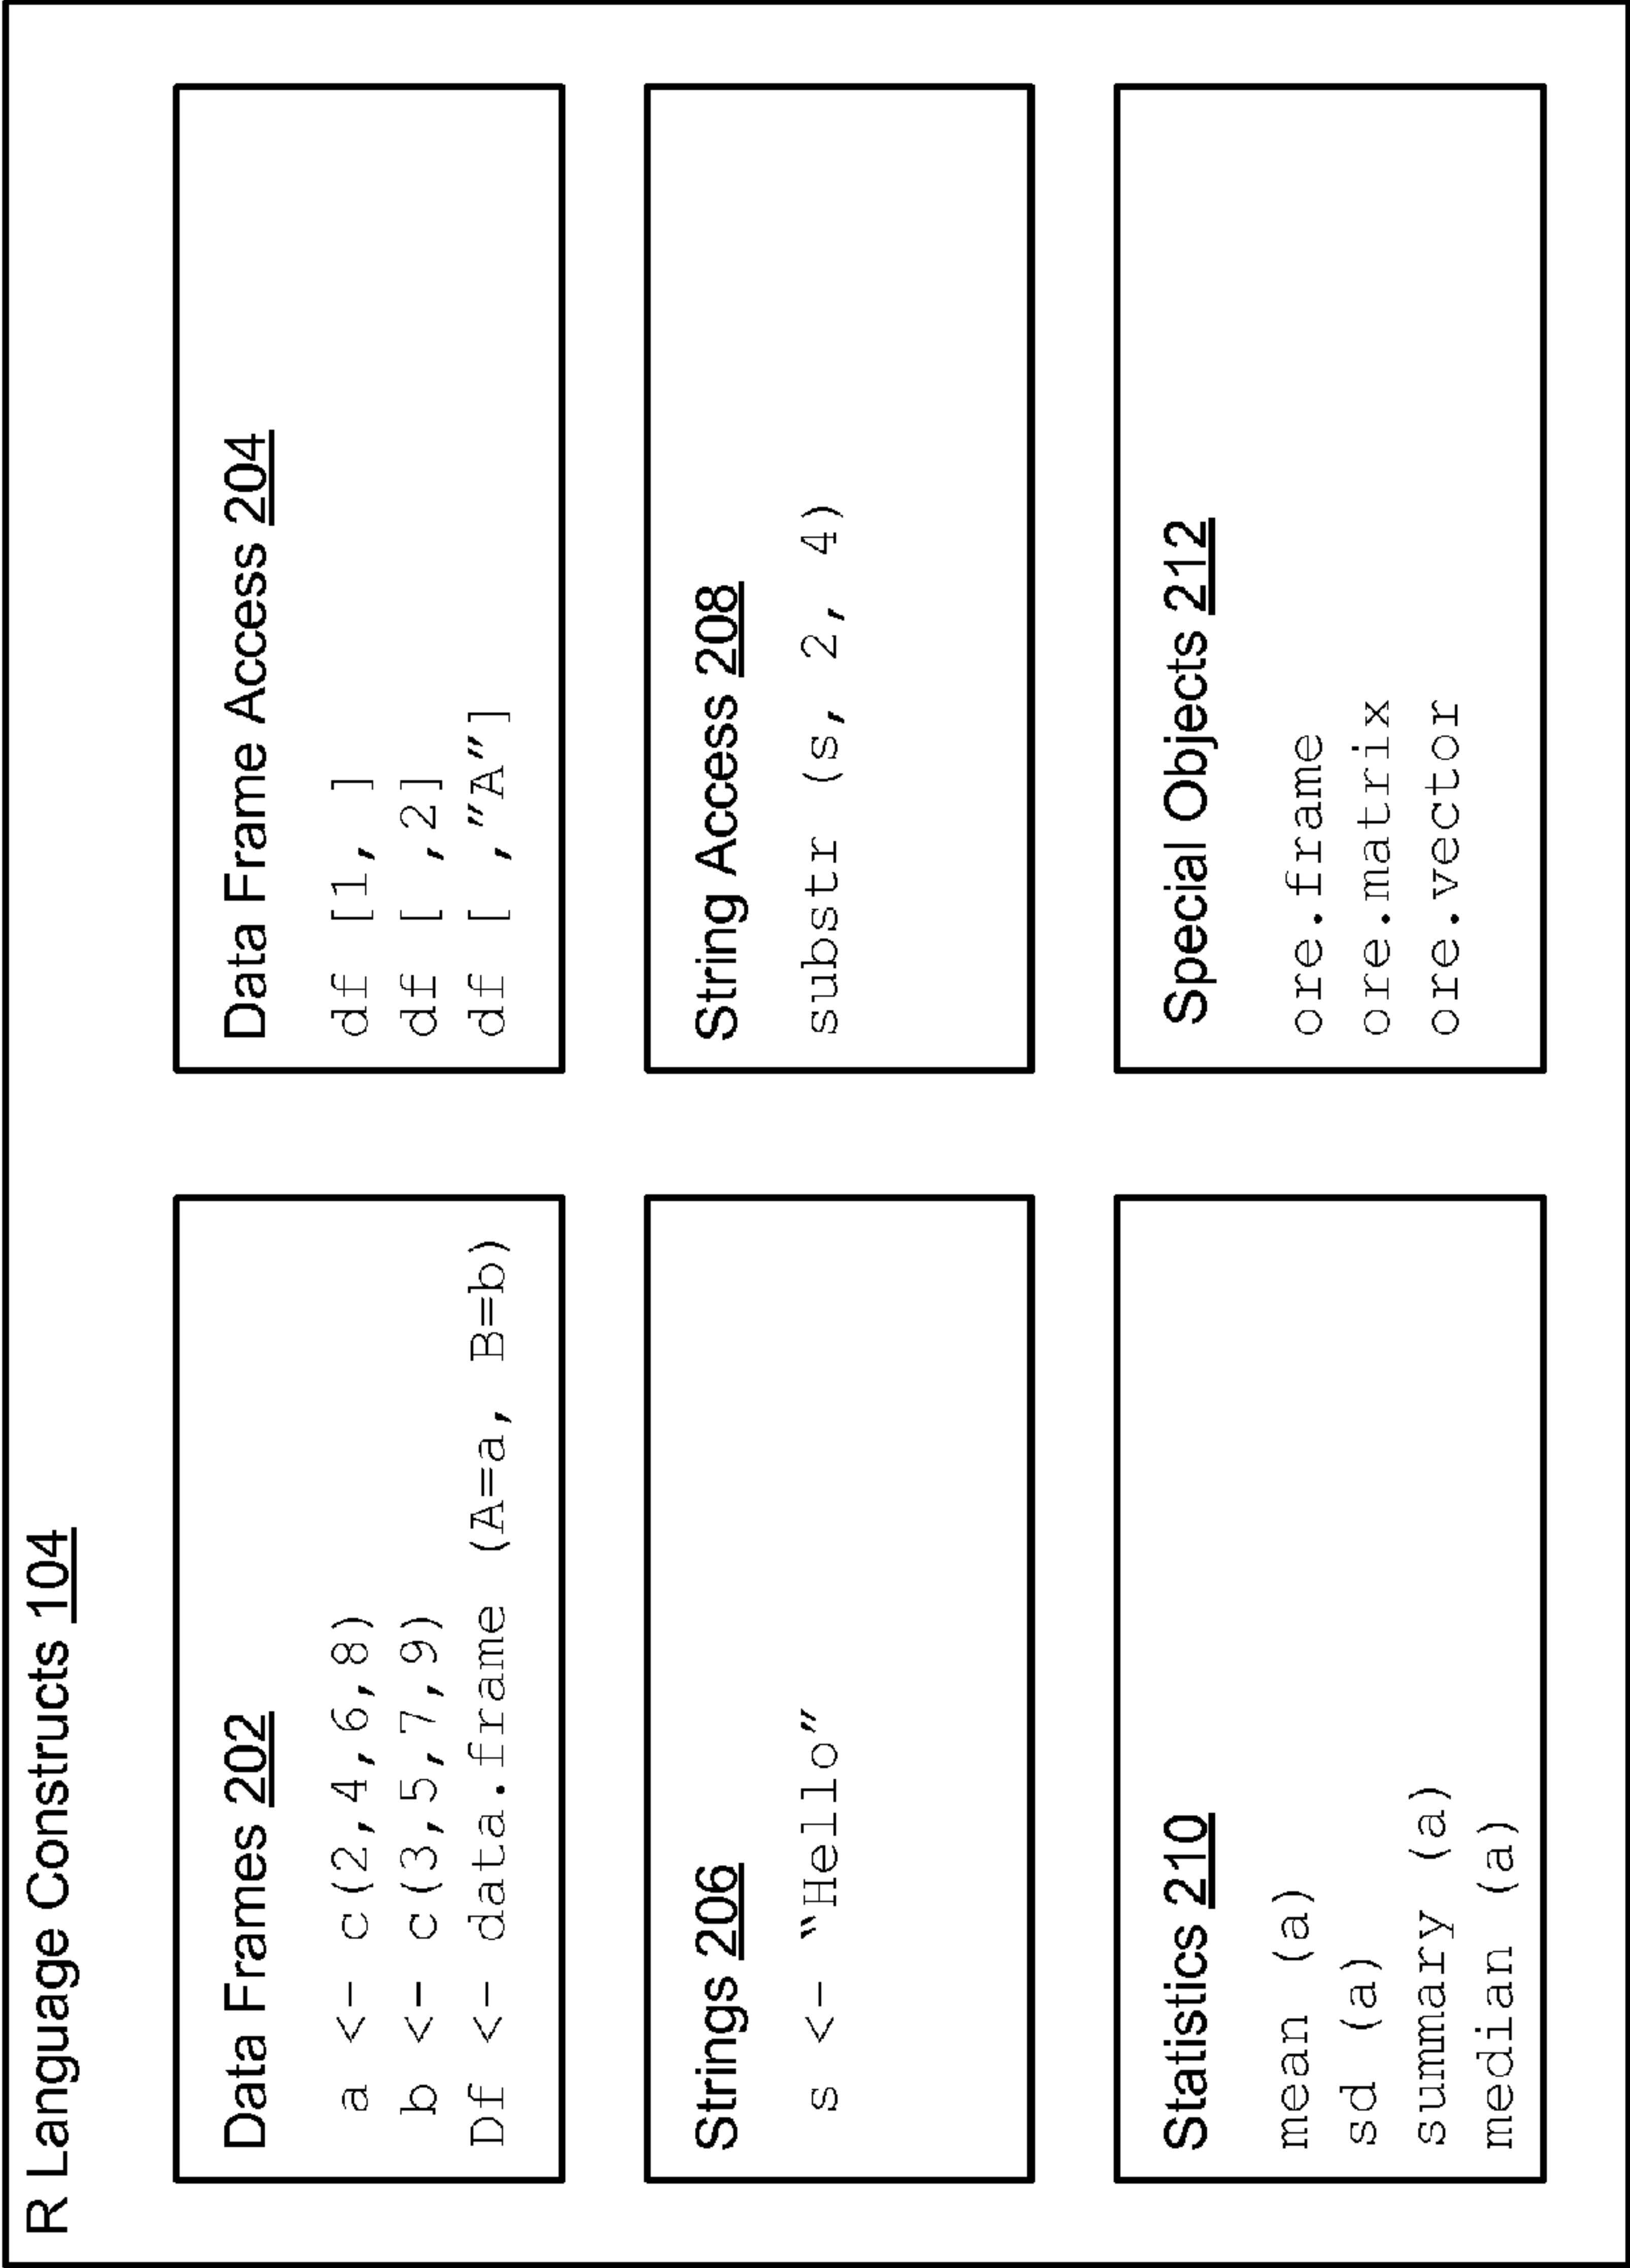 R Language Constructs 104
Data Frames 202
a <- c(2,4,6,8)
b <- c(3,5,7,9)
Df <- data.frame (A=a, B=b)
Data Frame Access 204
df [1, ]
df [ ,2]
df [ ,"A"]
Strings 206
s <- "Hello"
String Access 208
substr (s, 2, 4)
Statistics 210
mean (a)
sd (a)
summary (a)
median (a)
Special Objects 212
ore.frame
ore.matrix
ore.vector